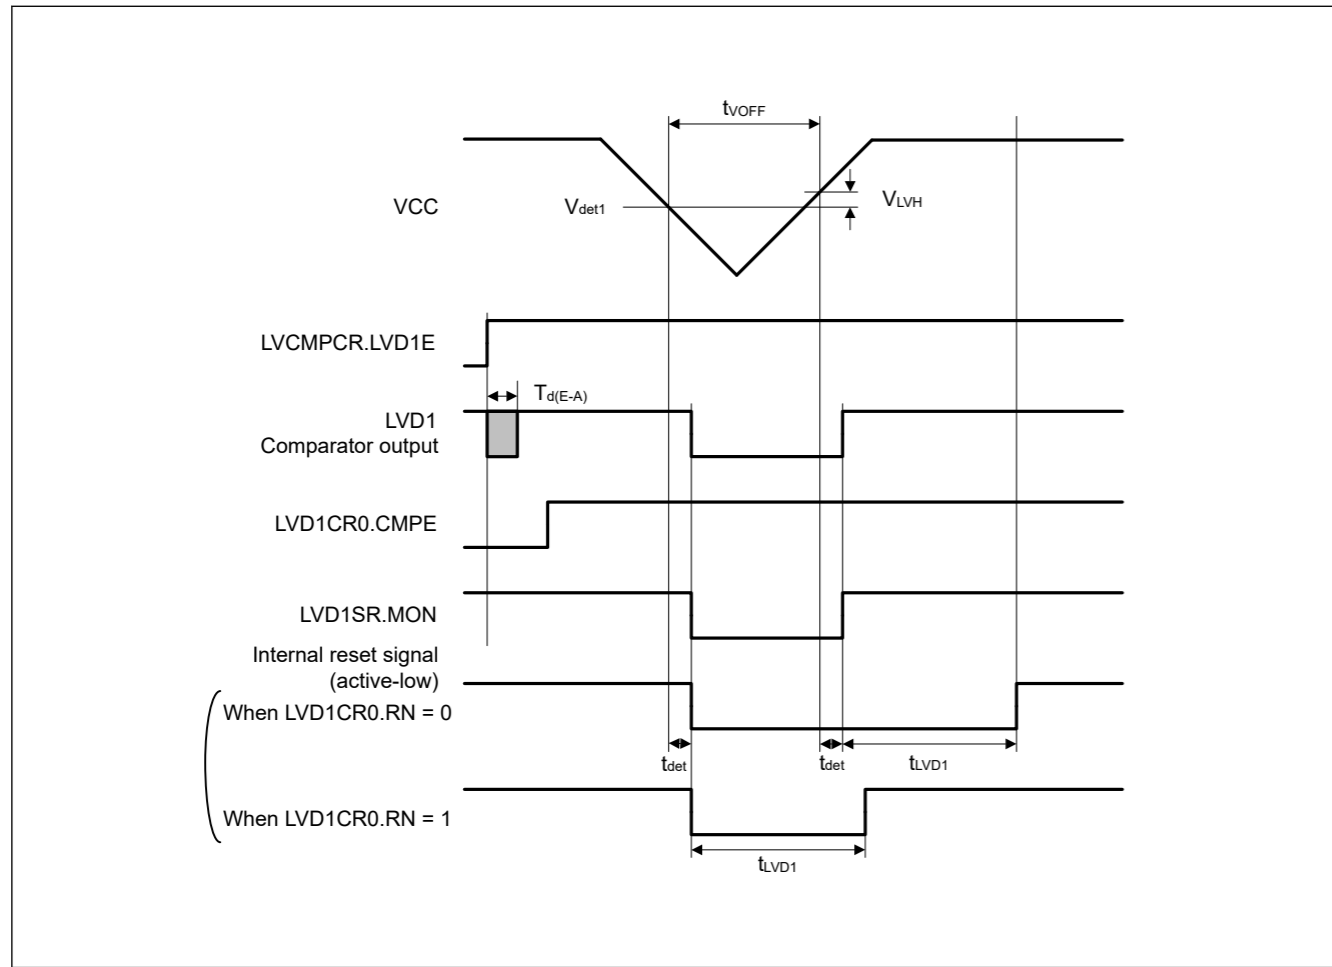 tVOFF
VCC
Vdet1
VLVH
LVCMPCR.LVD1E
Td(E-A)
LVD1
Comparator output
LVD1CR0.CMPE
LVD1SR.MON
Internal reset signal
(active-low)
When LVD1CR0.RN = 0
tdet
tdet
tLVD1
When LVD1CR0.RN = 1
tLVD1